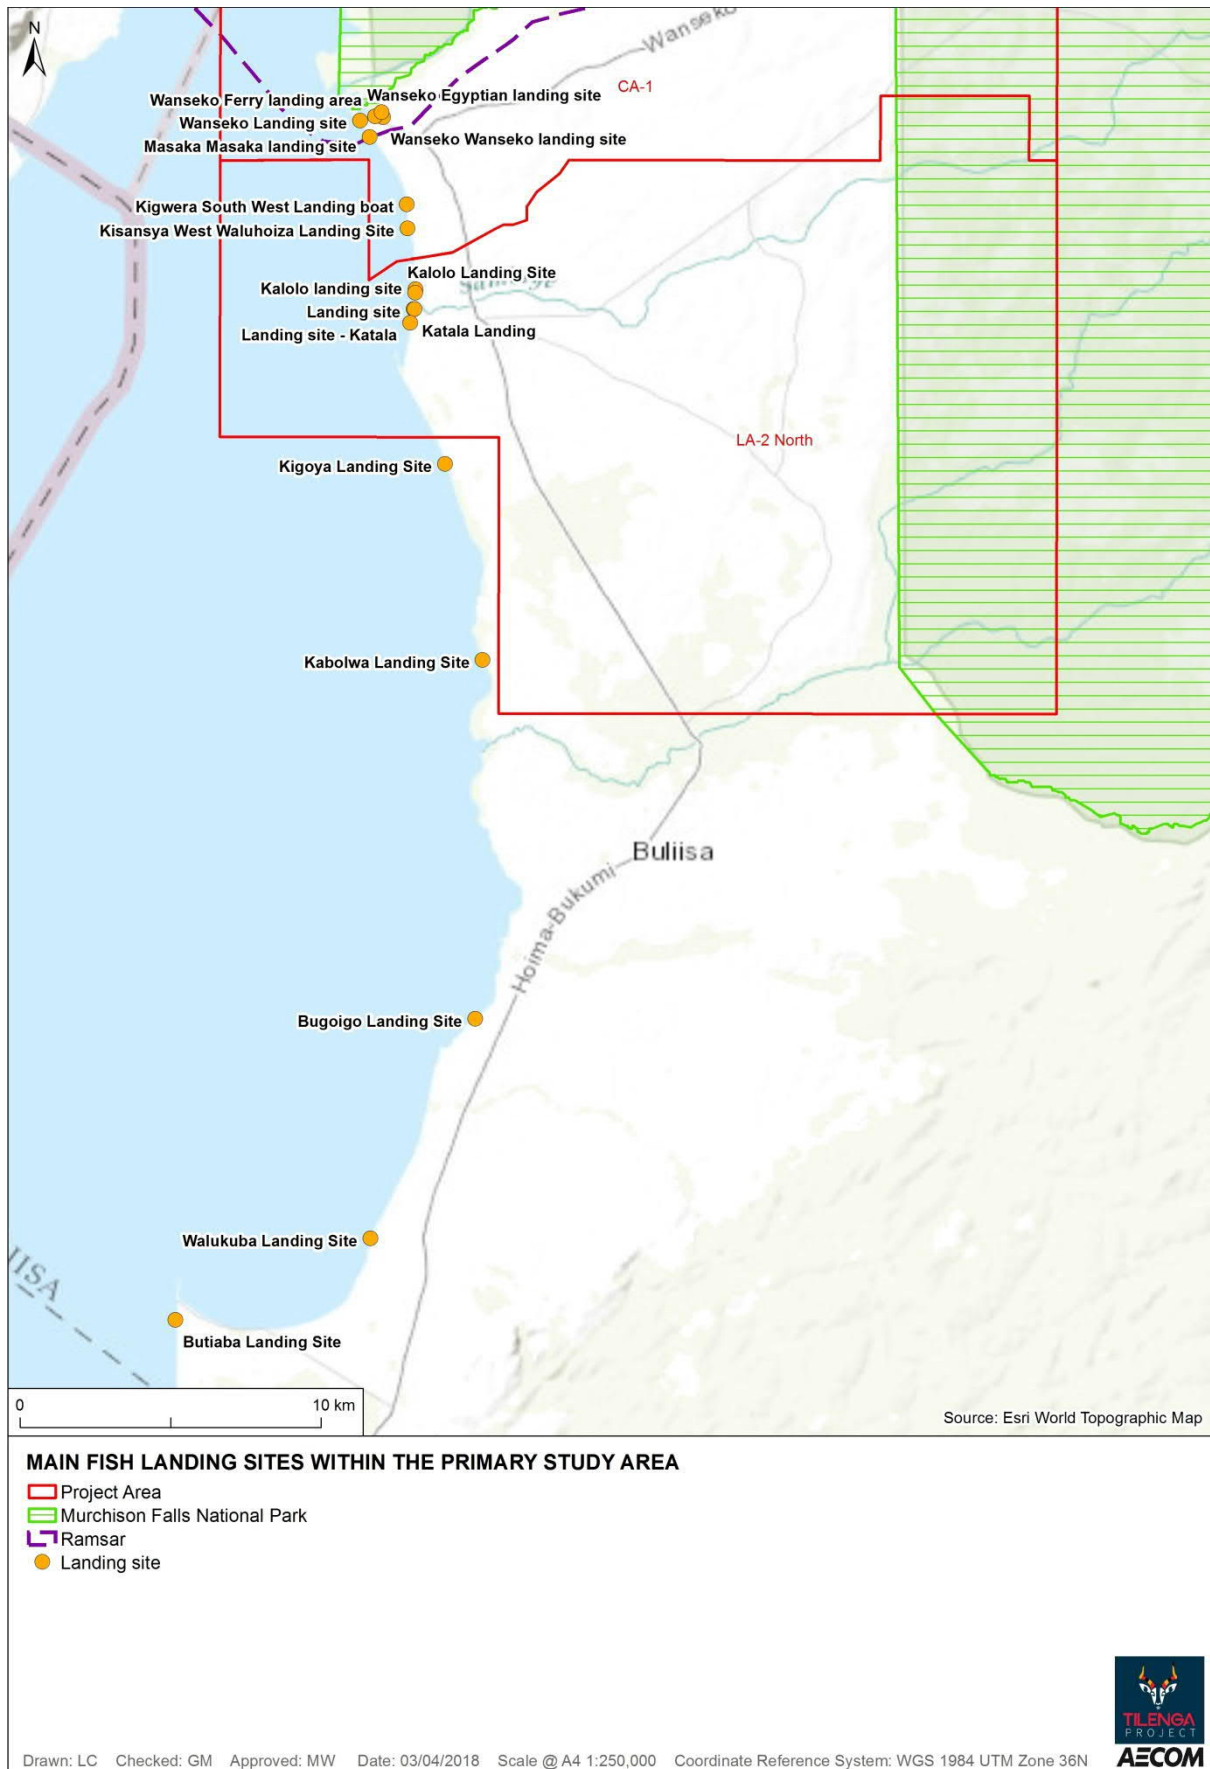 N
Wanseko
CA-1
Wanseko Ferry landing area
Wanseko Egyptian landing site
Wanseko Landing site
Masaka Masaka landing site
Wanseko Wanseko landing site
Kigwera South West Landing boat
Kisansya West Waluhoiza Landing Site
Kalolo Landing Site
Kalolo landing site
Landing site
Landing site - Katala
Katala Landing
LA-2 North
Kigoya Landing Site
Kabolwa Landing Site
Buliisa
Hoima-Bukumi
Bugoigo Landing Site
Walukuba Landing Site
IISA
Butiaba Landing Site
0 10 km
Source: Esri World Topographic Map
MAIN FISH LANDING SITES WITHIN THE PRIMARY STUDY AREA
Project Area
Murchison Falls National Park
Ramsar
Landing site
TILENGA
PROJECT
AECOM
Drawn: LC Checked: GM Approved: MW Date: 03/04/2018 Scale @ A4 1:250,000 Coordinate Reference System: WGS 1984 UTM Zone 36N